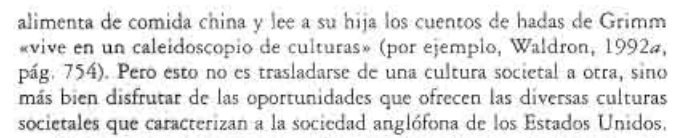 alimenta de comida china y lee a su hija los cuentos de hadas de Grimm
«vive en un caleidoscopio de culturas» (por ejemplo, Waldron, 1992a,
pág. 754). Pero esto no es trasladarse de una cultura societal a otra, sino
más bien disfrutar de las oportunidades que ofrecen las diversas culturas
societales que caracterizan a la sociedad anglófona de los Estados Unidos.